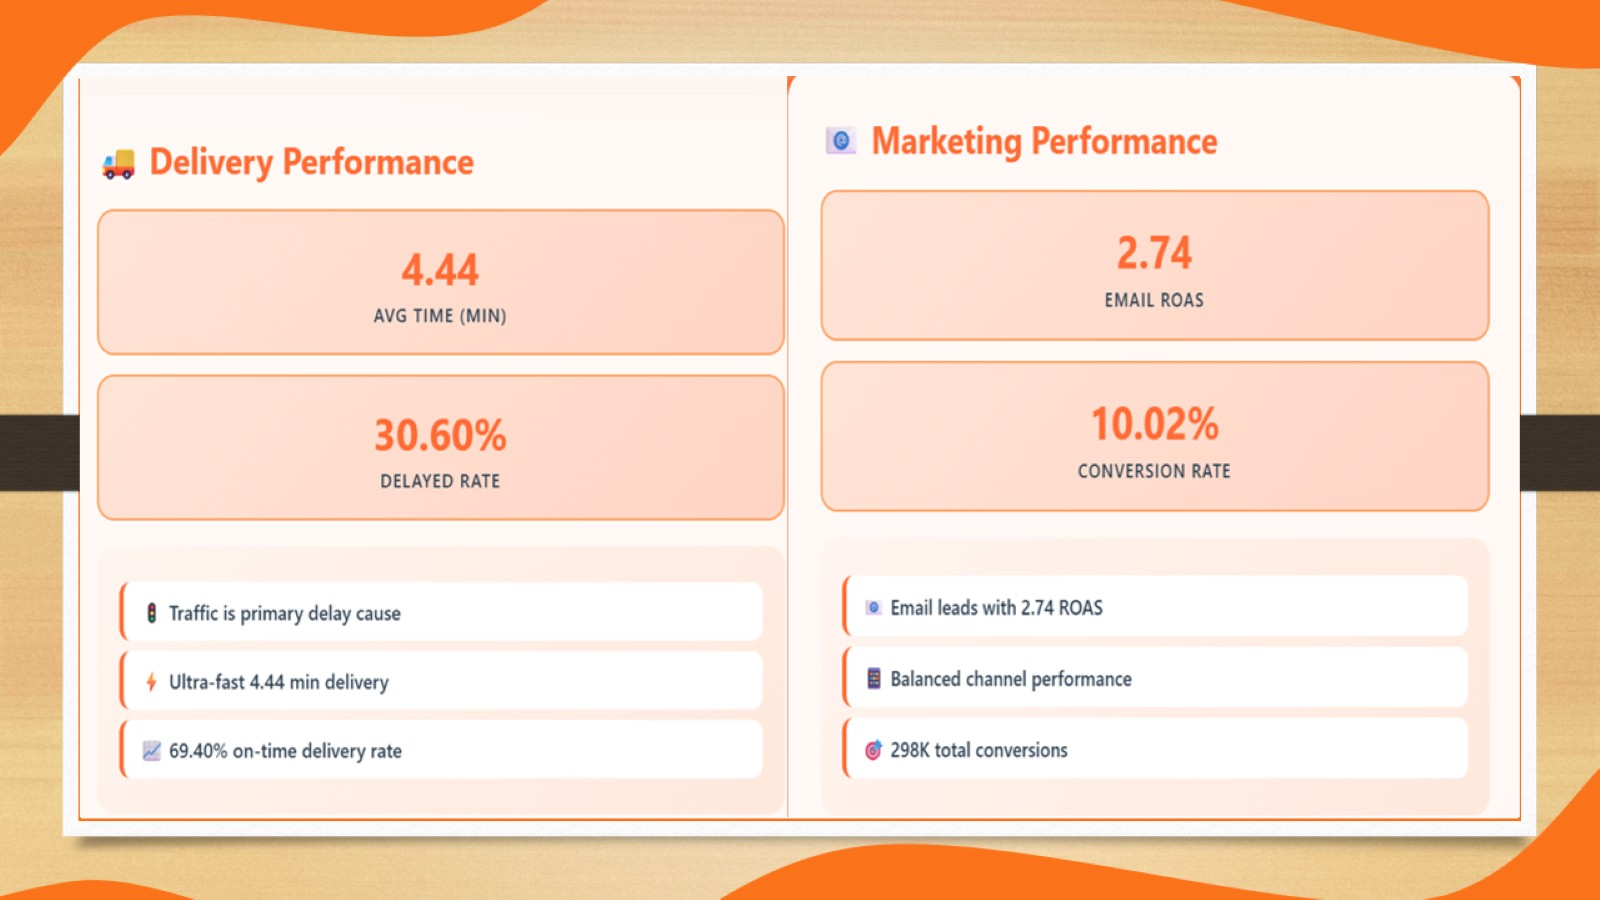 Delivery Performance
4.44
AVG TIME (MIN)
30.60%
DELAYED RATE
Traffic is primary delay cause
Ultra-fast 4.44 min delivery
69.40% on-time delivery rate
Marketing Performance
2.74
EMAIL ROAS
10.02%
CONVERSION RATE
Email leads with 2.74 ROAS
Balanced channel performance
298K total conversions